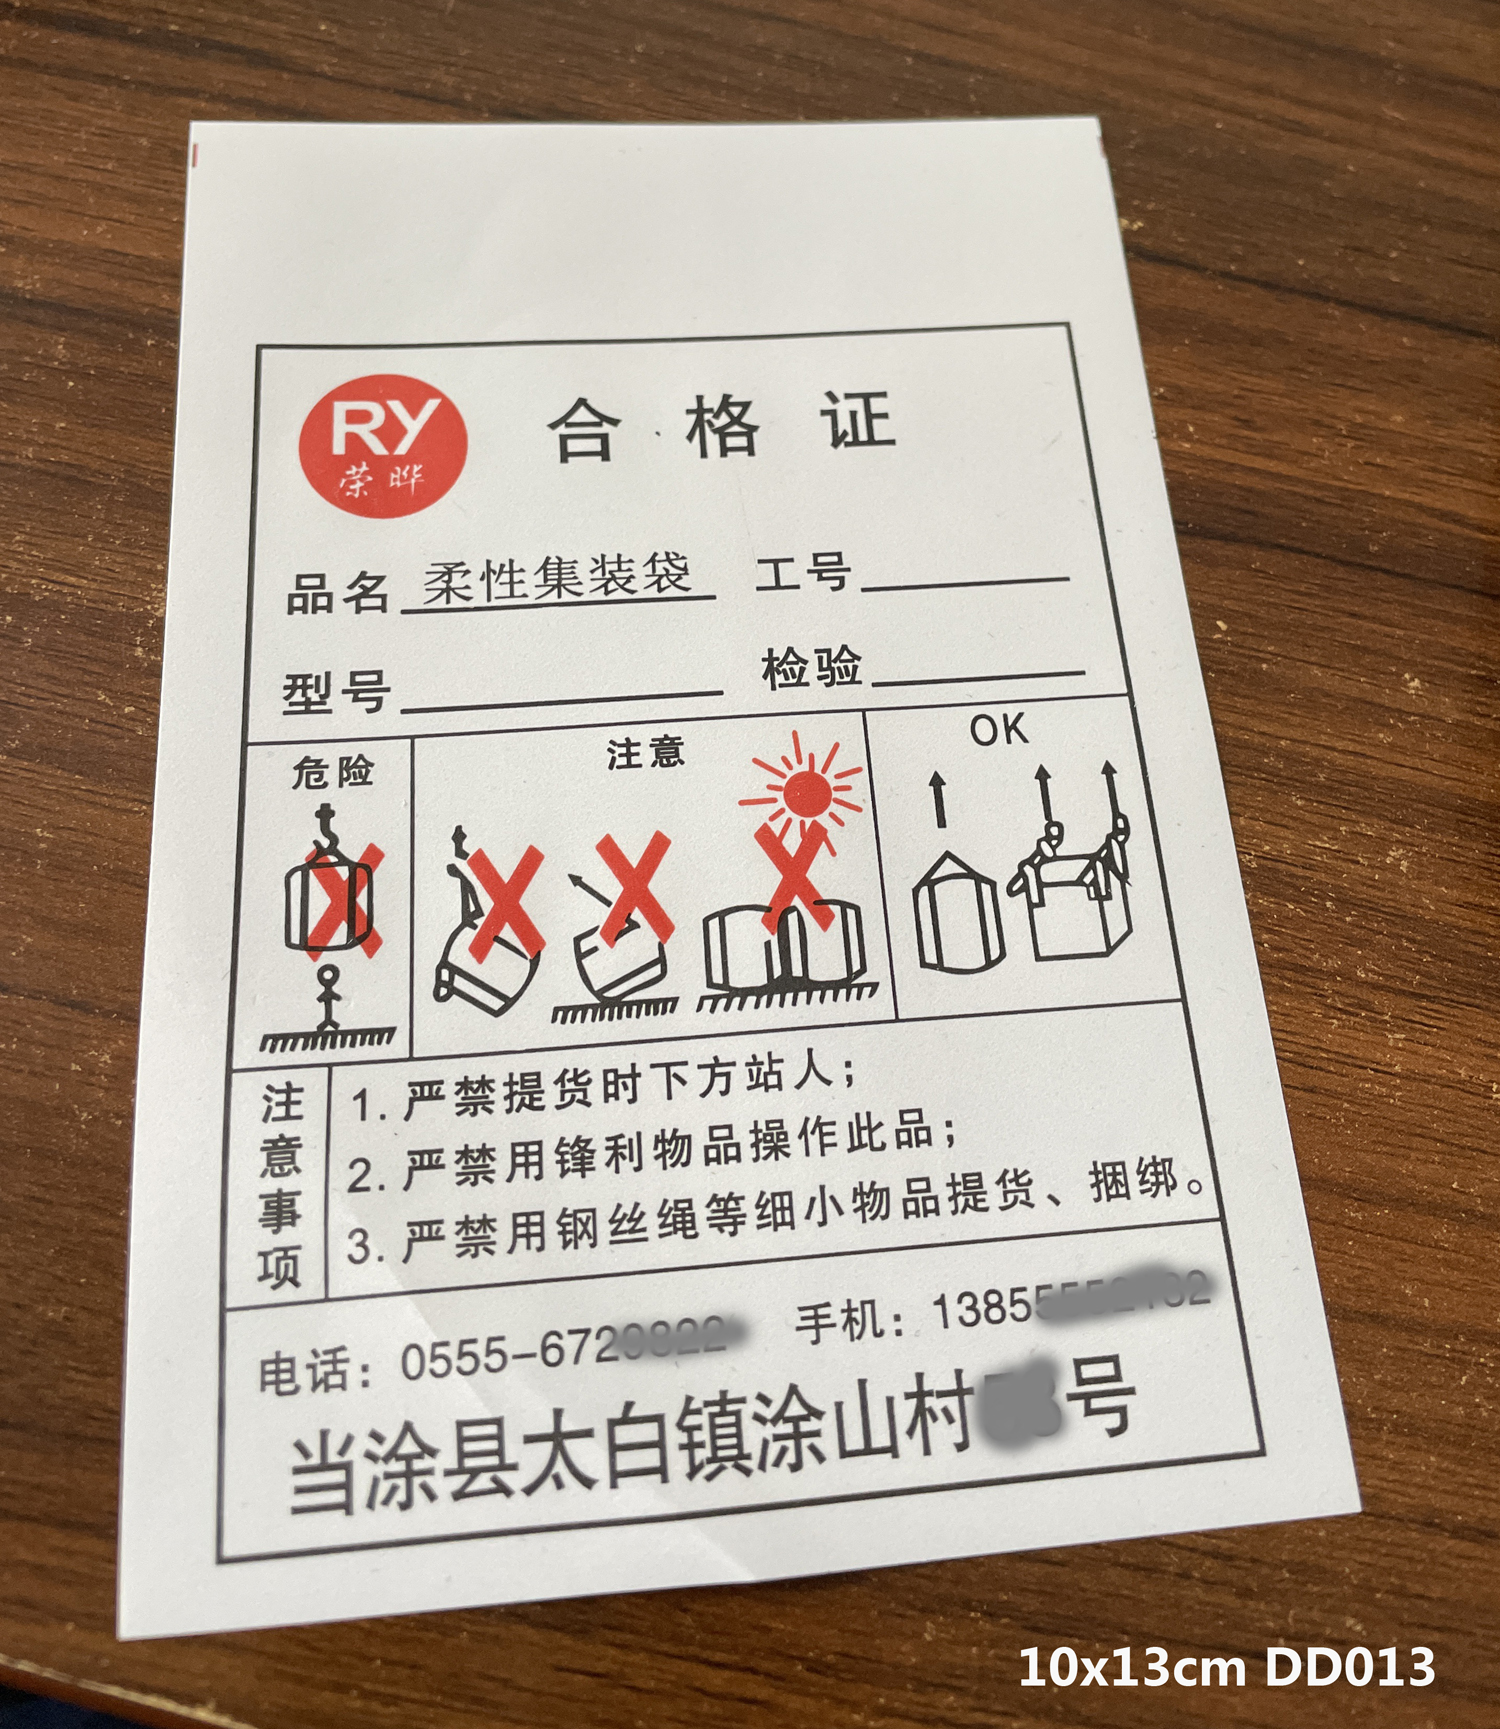 RY
荣晔
合格证
品名 柔性集装袋 工号
型号 检验
危险 注意 OK
注意事项
1. 严禁提货时下方站人；
2. 严禁用锋利物品操作此品；
3. 严禁用钢丝绳等细小物品提货、捆绑。
电话：0555-672 手机：1385
当涂县太白镇涂山村 号
10x13cm DD013